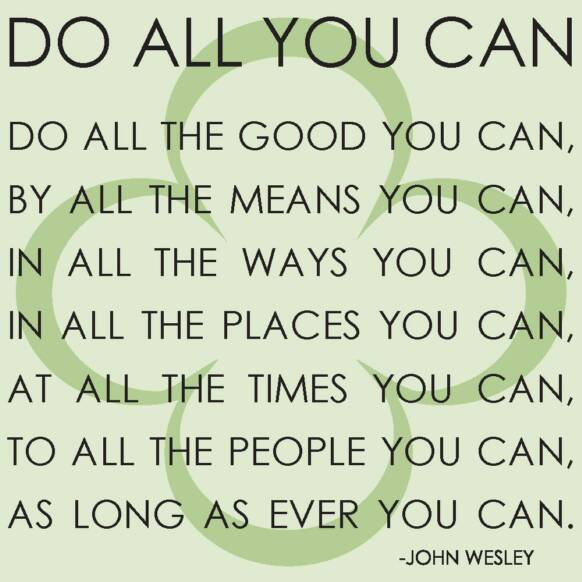 DO ALL YOU CAN
DO ALL THE GOOD YOU CAN,
BY ALL THE MEANS YOU CAN,
IN ALL THE WAYS YOU CAN,
IN ALL THE PLACES YOU CAN,
AT ALL THE TIMES YOU CAN,
TO ALL THE PEOPLE YOU CAN,
AS LONG AS EVER YOU CAN.
-JOHN WESLEY